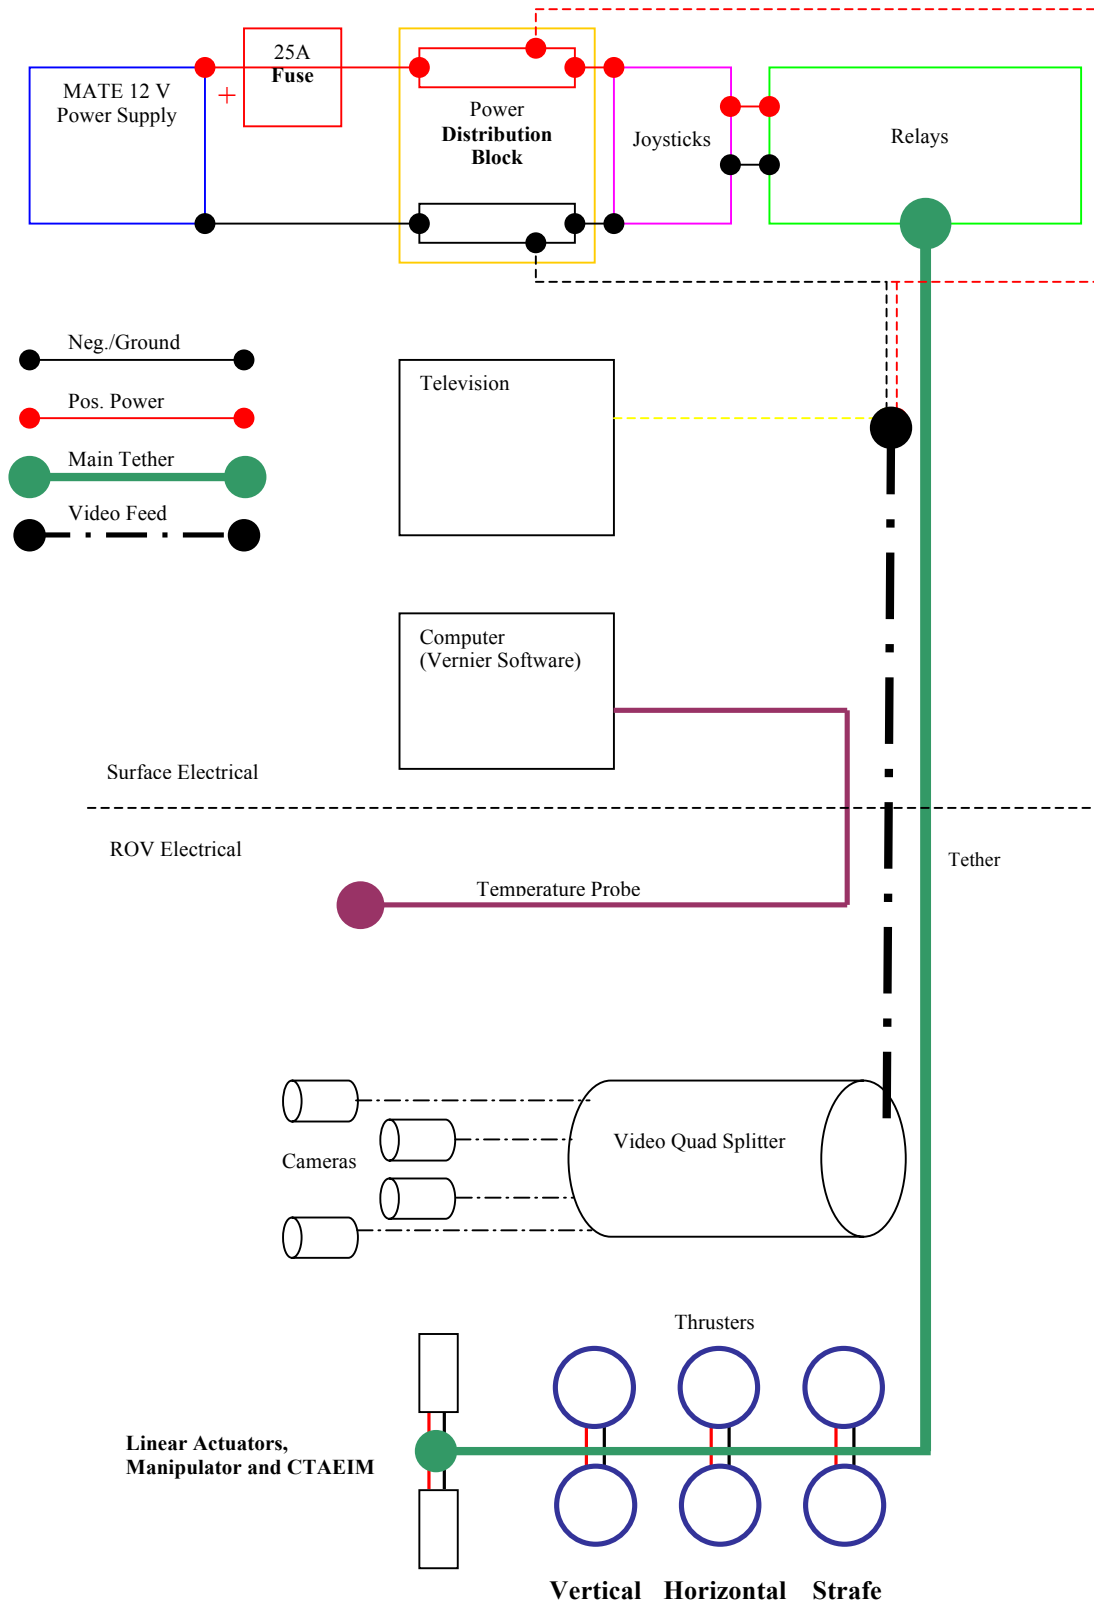 25A
Fuse
MATE 12 V
Power Supply
+
Power
Distribution
Block
Joysticks
Relays
Neg./Ground
Pos. Power
Main Tether
Video Feed
Television
Computer
(Vernier Software)
Surface Electrical
ROV Electrical
Tether
Temperature Probe
Cameras
Video Quad Splitter
Thrusters
Linear Actuators,
Manipulator and CTAEIM
Vertical Horizontal Strafe